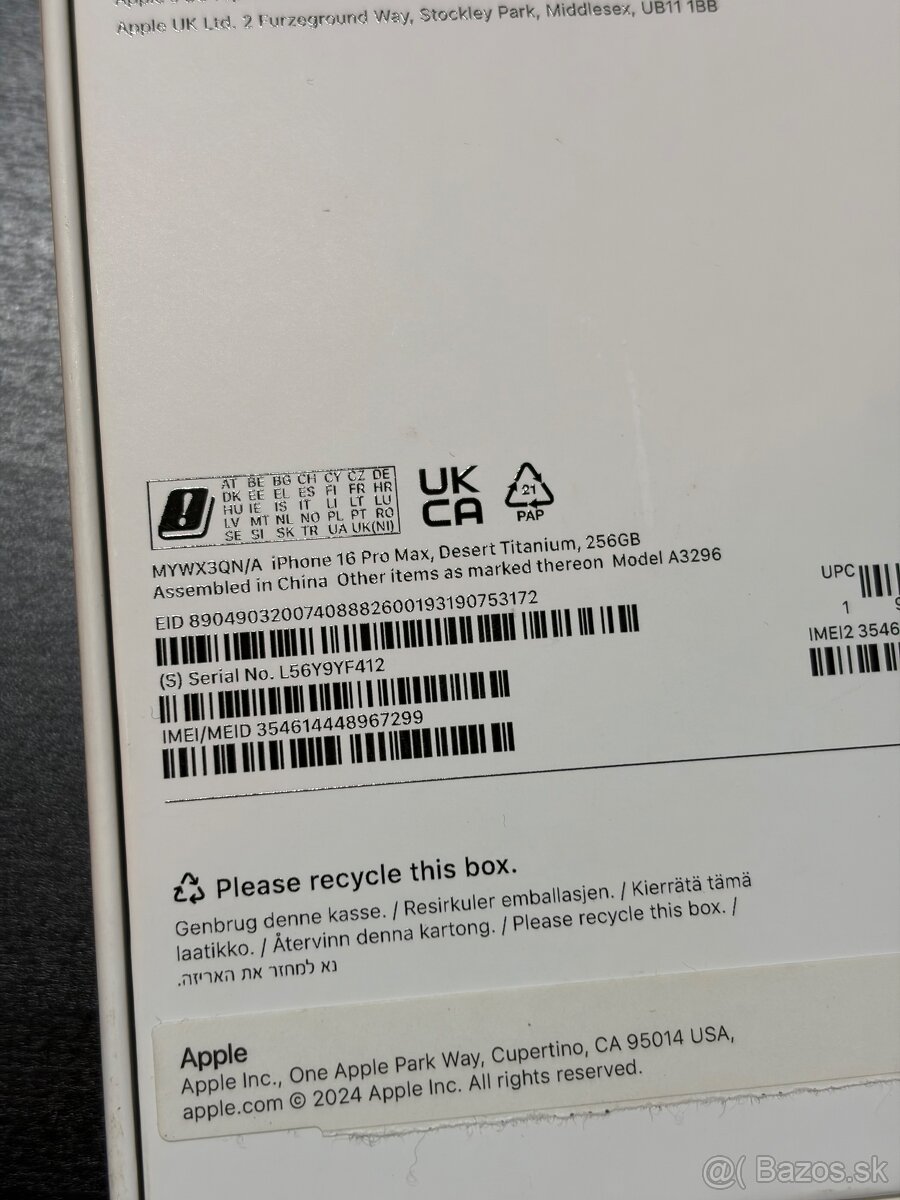 Apple UK Ltd. 2 Furzeground Way, Stockley Park, Middlesex, UB11 1BB
AT BE BG CH CY CZ DE
DK EE EL ES FI FR HR
HU IE IS IT LI LT LU
LV MT NL NO PL PT RO
SE SI SK TR UA UK(NI)
UK
CA
21
PAP
MYWX3QN/A iPhone 16 Pro Max, Desert Titanium, 256GB
Assembled in China Other items as marked thereon Model A3296
EID 89049032007408882600193190753172
(S) Serial No. L56Y9YF412
IMEI/MEID 354614448967299
UPC
1 9
IMEI2 3546
Please recycle this box.
Genbrug denne kasse. / Resirkuler emballasjen. / Kierrätä tämä
laatikko. / Återvinn denna kartong. / Please recycle this box. /
נא למחזר את האריזה.
Apple
Apple Inc., One Apple Park Way, Cupertino, CA 95014 USA,
apple.com © 2024 Apple Inc. All rights reserved.
@( Bazos.sk